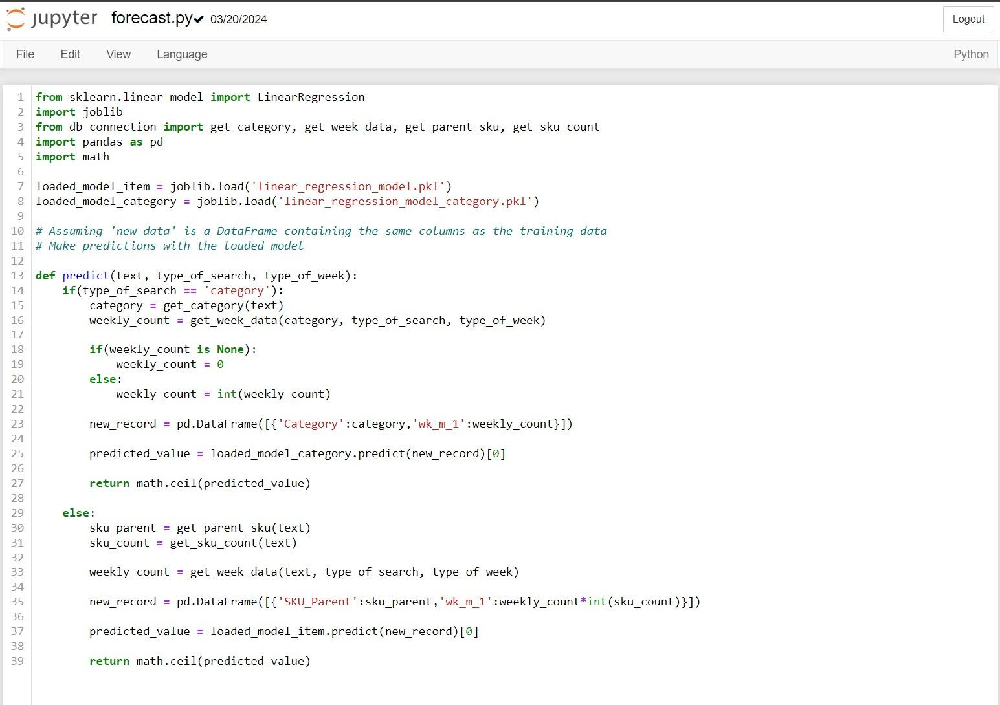 jupyter forecast.py✔ 03/20/2024 Logout
File Edit View Language Python
1 from sklearn.linear_model import LinearRegression
2 import joblib
3 from db_connection import get_category, get_week_data, get_parent_sku, get_sku_count
4 import pandas as pd
5 import math
6
7 loaded_model_item = joblib.load('linear_regression_model.pkl')
8 loaded_model_category = joblib.load('linear_regression_model_category.pkl')
9
10 # Assuming 'new_data' is a DataFrame containing the same columns as the training data
11 # Make predictions with the loaded model
12
13 def predict(text, type_of_search, type_of_week):
14     if(type_of_search == 'category'):
15         category = get_category(text)
16         weekly_count = get_week_data(category, type_of_search, type_of_week)
17
18         if(weekly_count is None):
19             weekly_count = 0
20         else:
21             weekly_count = int(weekly_count)
22
23         new_record = pd.DataFrame([{'Category':category,'wk_m_1':weekly_count}])
24
25         predicted_value = loaded_model_category.predict(new_record)[0]
26
27         return math.ceil(predicted_value)
28
29     else:
30         sku_parent = get_parent_sku(text)
31         sku_count = get_sku_count(text)
32
33         weekly_count = get_week_data(text, type_of_search, type_of_week)
34
35         new_record = pd.DataFrame([{'SKU_Parent':sku_parent,'wk_m_1':weekly_count*int(sku_count)}])
36
37         predicted_value = loaded_model_item.predict(new_record)[0]
38
39         return math.ceil(predicted_value)